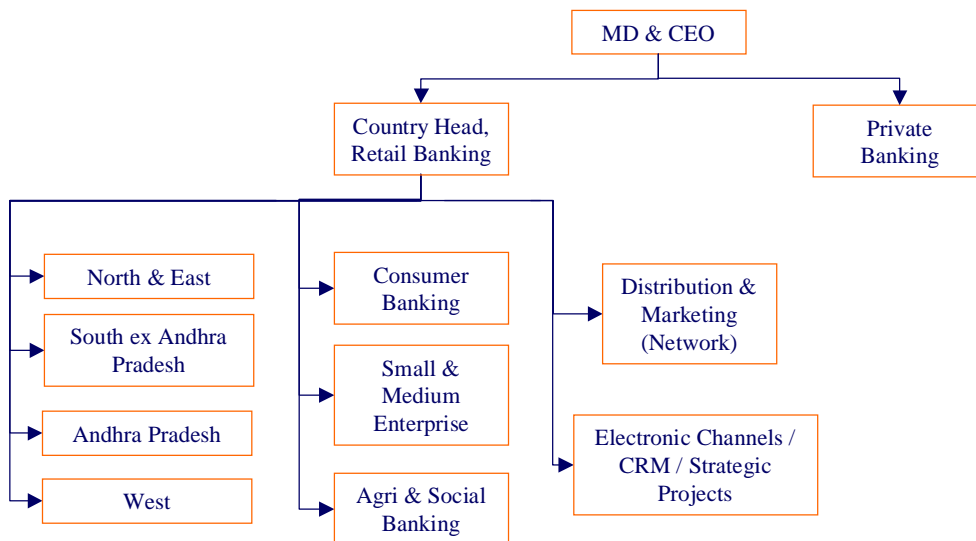 MD & CEO
Country Head,
Retail Banking
Private
Banking
North & East
South ex Andhra
Pradesh
Andhra Pradesh
West
Consumer
Banking
Small &
Medium
Enterprise
Agri & Social
Banking
Distribution &
Marketing
(Network)
Electronic Channels /
CRM / Strategic
Projects